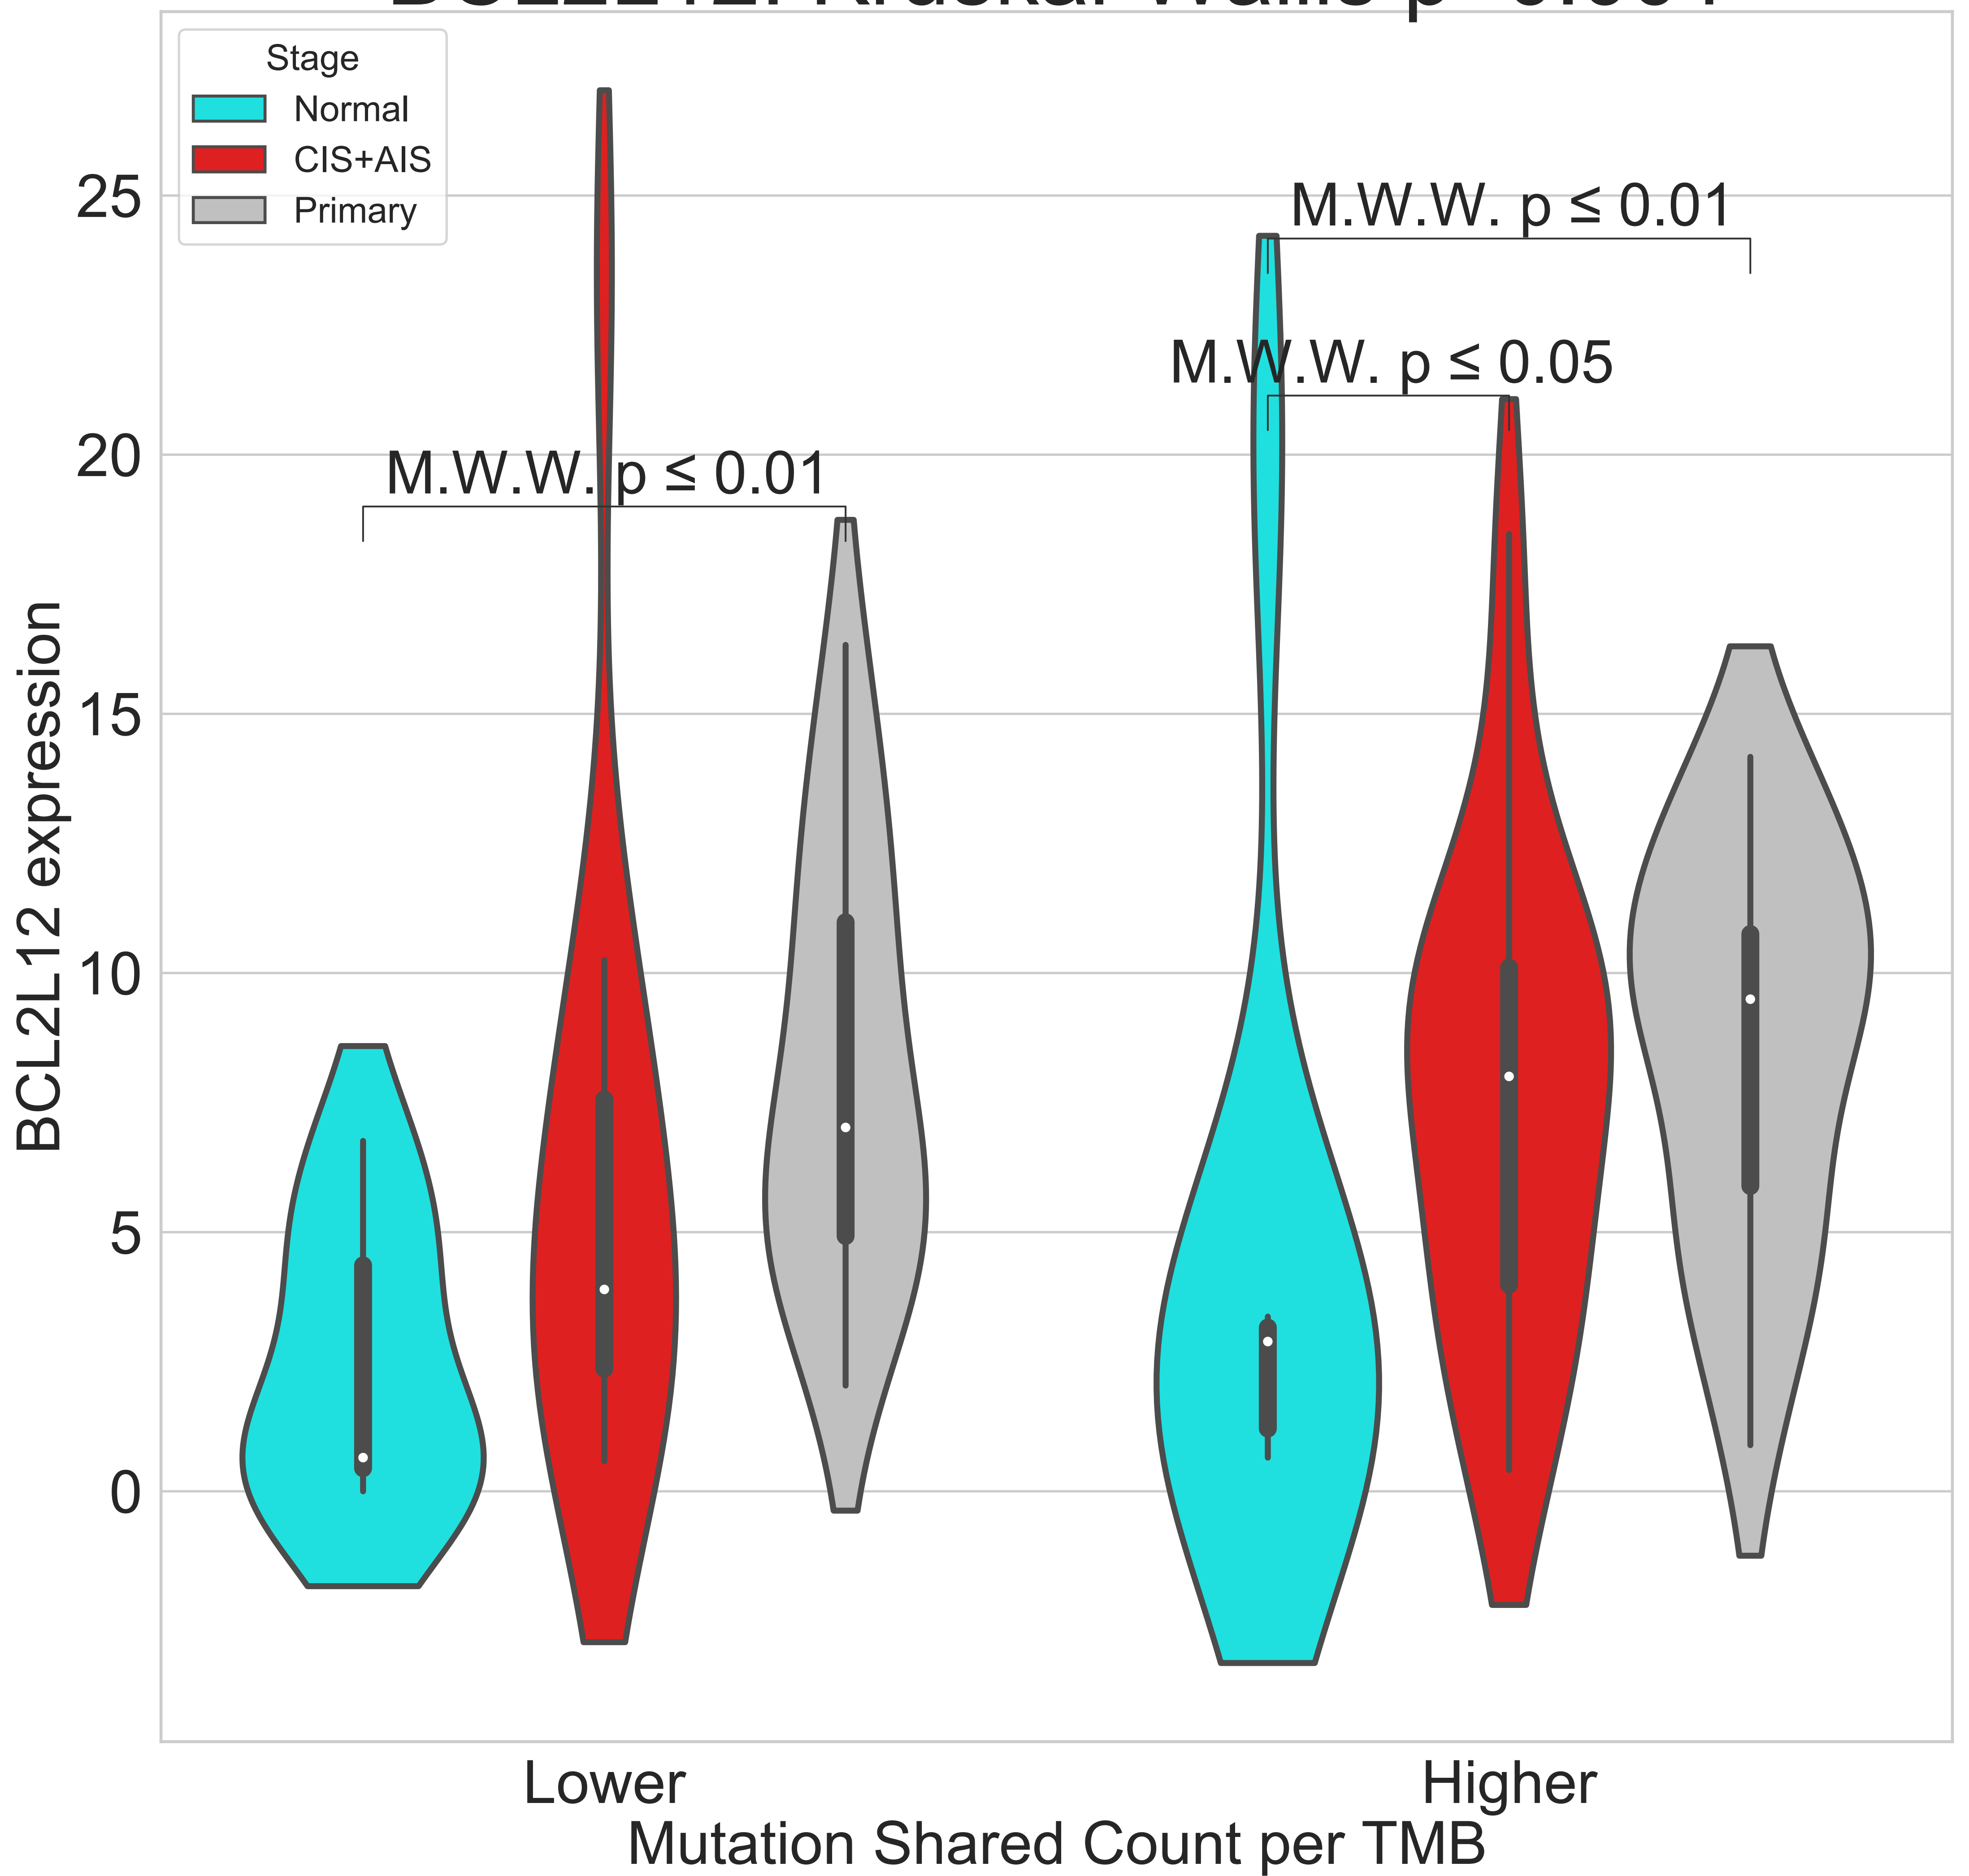 Stage
Normal
CIS+AIS
Primary
25
20
15
10
5
0
BCL2L12 expression
M.W.W. p ≤ 0.01
M.W.W. p ≤ 0.05
M.W.W. p ≤ 0.01
Lower
Higher
Mutation Shared Count per TMB